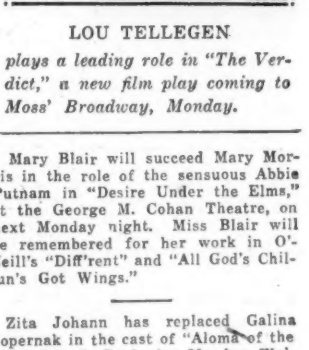 LOU TELLEGEN
plays a leading role in "The Ver-
dict," a new film play coming to
Moss' Broadway, Monday.
Mary Blair will succeed Mary Mor-
is in the role of the sensuous Abbie
utnam in "Desire Under the Elms,"
t the George M. Cohan Theatre, on
ext Monday night. Miss Blair will
e remembered for her work in O'-
eill's "Diff'rent" and "All God's Chil-
un's Got Wings."
Zita Johann has replaced Galina
opernak in the cast of "Aloma of the